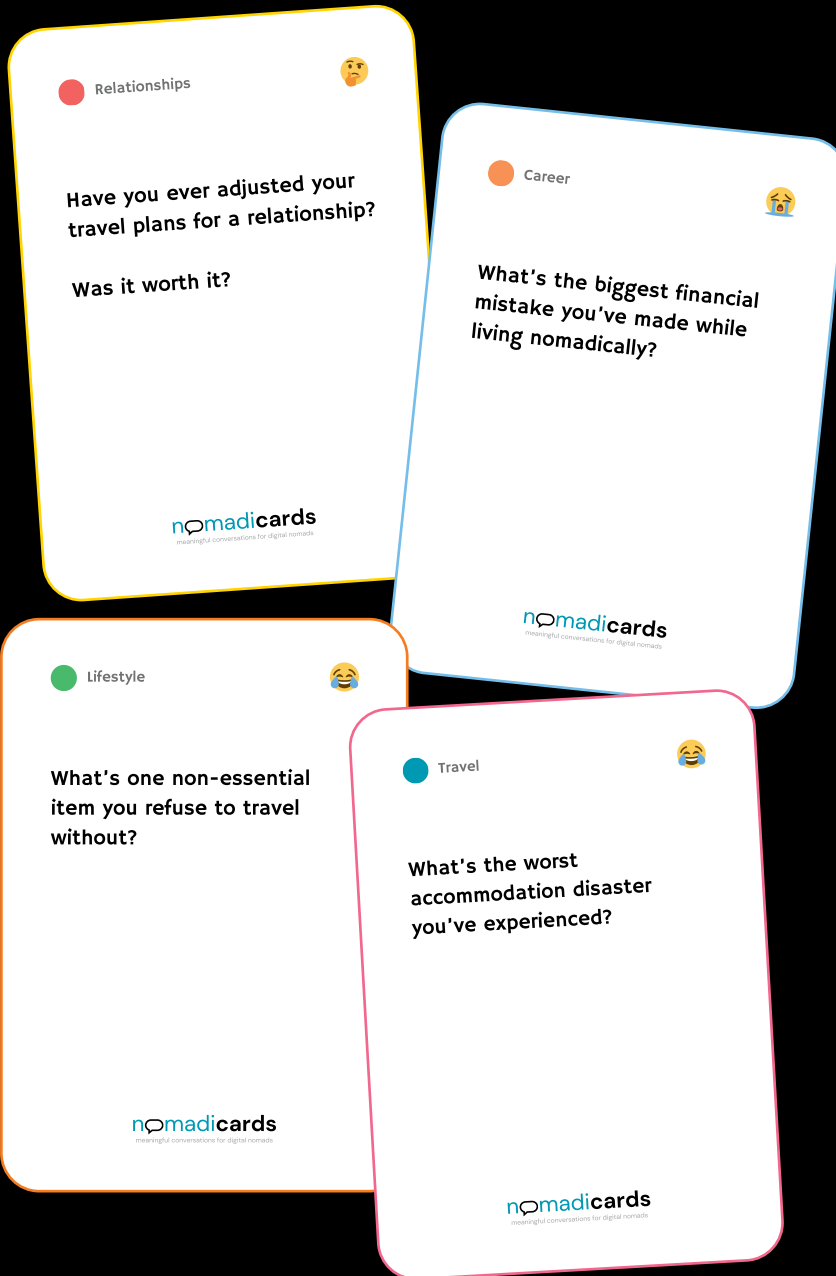 Relationships
Have you ever adjusted your
travel plans for a relationship?
Was it worth it?
nomadicards
meaningful conversations for digital nomads
Career
What's the biggest financial
mistake you've made while
living nomadically?
nomadicards
meaningful conversations for digital nomads
Lifestyle
What's one non-essential
item you refuse to travel
without?
nomadicards
meaningful conversations for digital nomads
Travel
What's the worst
accommodation disaster
you've experienced?
nomadicards
meaningful conversations for digital nomads